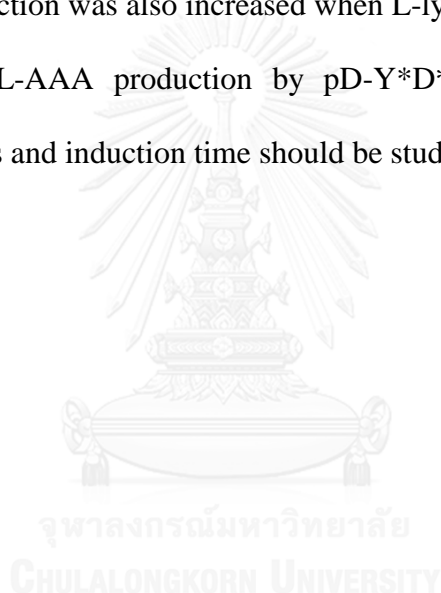 ction was also increased when L-ly
L-AAA production by pD-Y*D*
s and induction time should be stud
จุฬาลงกรณ์มหาวิทยาลัย
CHULALONGKORN UNIVERSITY